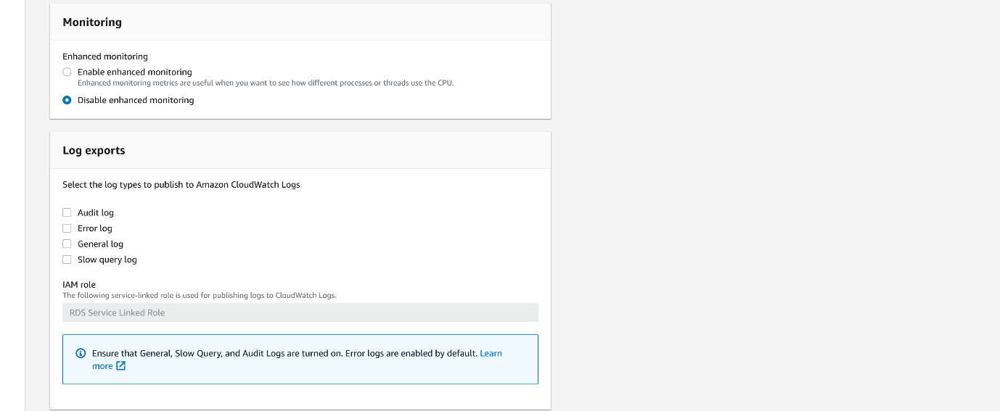 Monitoring
Enhanced monitoring
Enable enhanced monitoring
Enhanced monitoring metrics are useful when you want to see how different processes or threads use the CPU.
Disable enhanced monitoring
Log exports
Select the log types to publish to Amazon CloudWatch Logs
Audit log
Error log
General log
Slow query log
IAM role
The following service-linked role is used for publishing logs to CloudWatch Logs.
RDS Service Linked Role
Ensure that General, Slow Query, and Audit Logs are turned on. Error logs are enabled by default. Learn
more